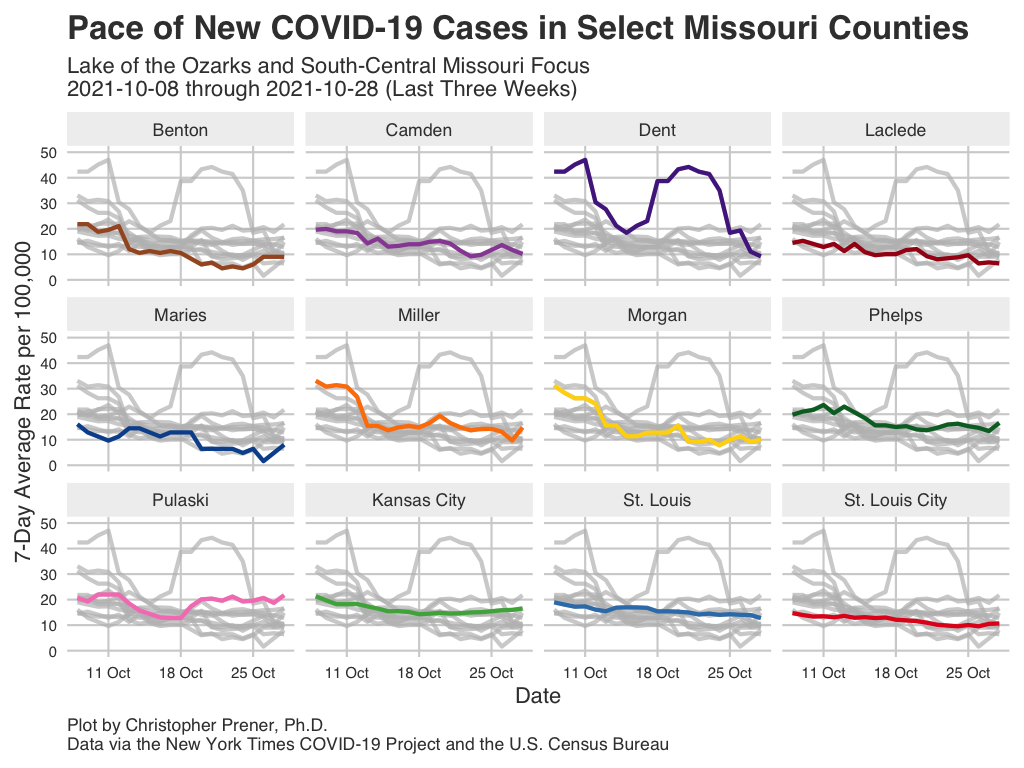 Pace of New COVID-19 Cases in Select Missouri Counties
Lake of the Ozarks and South-Central Missouri Focus
2021-10-08 through 2021-10-28 (Last Three Weeks)
7-Day Average Rate per 100,000
Benton Camden Dent Laclede
50
40
30
20
10
0
Maries Miller Morgan Phelps
50
40
30
20
10
0
Pulaski Kansas City St. Louis St. Louis City
50
40
30
20
10
0
11 Oct 18 Oct 25 Oct 11 Oct 18 Oct 25 Oct 11 Oct 18 Oct 25 Oct 11 Oct 18 Oct 25 Oct
Date
Plot by Christopher Prener, Ph.D.
Data via the New York Times COVID-19 Project and the U.S. Census Bureau